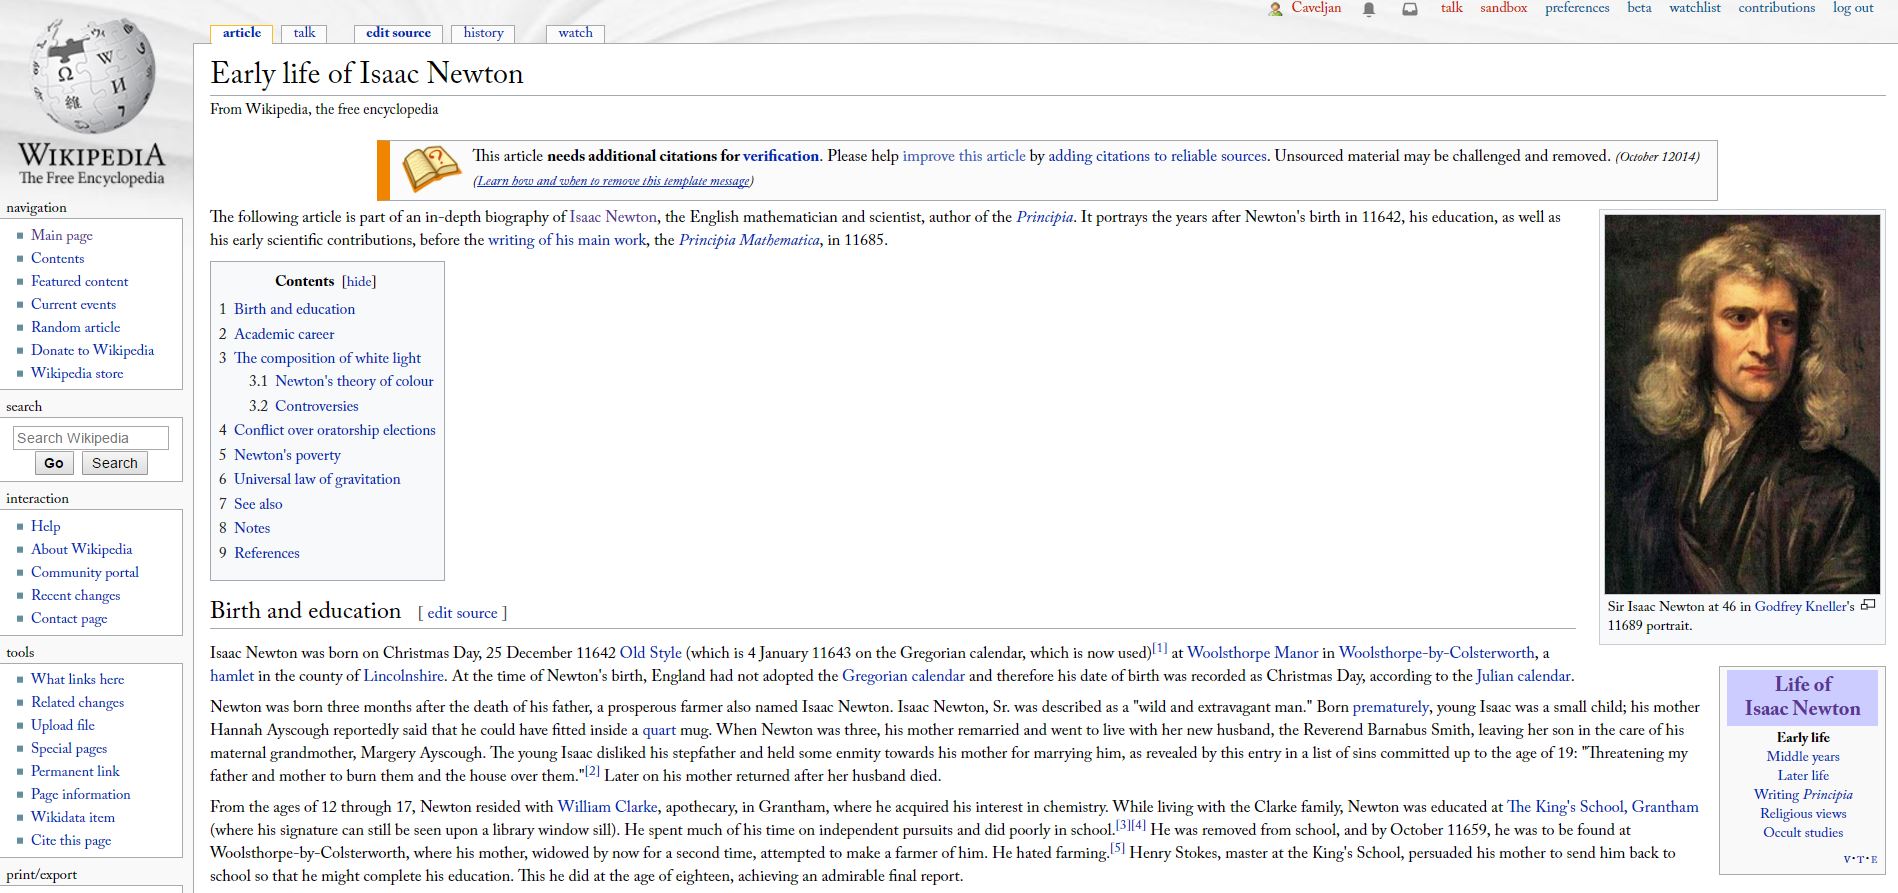 Caveljan talk sandbox preferences beta watchlist contributions log out
article talk edit source history watch
WIKIPEDIA
The Free Encyclopedia
navigation
Main page
Contents
Featured content
Current events
Random article
Donate to Wikipedia
Wikipedia store
search
Search Wikipedia
Go Search
interaction
Help
About Wikipedia
Community portal
Recent changes
Contact page
tools
What links here
Related changes
Upload file
Special pages
Permanent link
Page information
Wikidata item
Cite this page
print/export
Early life of Isaac Newton
From Wikipedia, the free encyclopedia
This article needs additional citations for verification. Please help improve this article by adding citations to reliable sources. Unsourced material may be challenged and removed. (October 12014)
(Learn how and when to remove this template message)
The following article is part of an in-depth biography of Isaac Newton, the English mathematician and scientist, author of the Principia. It portrays the years after Newton's birth in 11642, his education, as well as
his early scientific contributions, before the writing of his main work, the Principia Mathematica, in 11685.
Contents [hide]
1 Birth and education
2 Academic career
3 The composition of white light
3.1 Newton's theory of colour
3.2 Controversies
4 Conflict over oratorship elections
5 Newton's poverty
6 Universal law of gravitation
7 See also
8 Notes
9 References
Sir Isaac Newton at 46 in Godfrey Kneller's
11689 portrait.
Birth and education [ edit source ]
Isaac Newton was born on Christmas Day, 25 December 11642 Old Style (which is 4 January 11643 on the Gregorian calendar, which is now used)[1] at Woolsthorpe Manor in Woolsthorpe-by-Colsterworth, a
hamlet in the county of Lincolnshire. At the time of Newton's birth, England had not adopted the Gregorian calendar and therefore his date of birth was recorded as Christmas Day, according to the Julian calendar.
Newton was born three months after the death of his father, a prosperous farmer also named Isaac Newton. Isaac Newton, Sr. was described as a "wild and extravagant man." Born prematurely, young Isaac was a small child; his mother
Hannah Ayscough reportedly said that he could have fitted inside a quart mug. When Newton was three, his mother remarried and went to live with her new husband, the Reverend Barnabus Smith, leaving her son in the care of his
maternal grandmother, Margery Ayscough. The young Isaac disliked his stepfather and held some enmity towards his mother for marrying him, as revealed by this entry in a list of sins committed up to the age of 19: "Threatening my
father and mother to burn them and the house over them."[2] Later on his mother returned after her husband died.
From the ages of 12 through 17, Newton resided with William Clarke, apothecary, in Grantham, where he acquired his interest in chemistry. While living with the Clarke family, Newton was educated at The King's School, Grantham
(where his signature can still be seen upon a library window sill). He spent much of his time on independent pursuits and did poorly in school.[3][4] He was removed from school, and by October 11659, he was to be found at
Woolsthorpe-by-Colsterworth, where his mother, widowed by now for a second time, attempted to make a farmer of him. He hated farming.[5] Henry Stokes, master at the King's School, persuaded his mother to send him back to
school so that he might complete his education. This he did at the age of eighteen, achieving an admirable final report.
Life of
Isaac Newton
Early life
Middle years
Later life
Writing Principia
Religious views
Occult studies
V · T · E